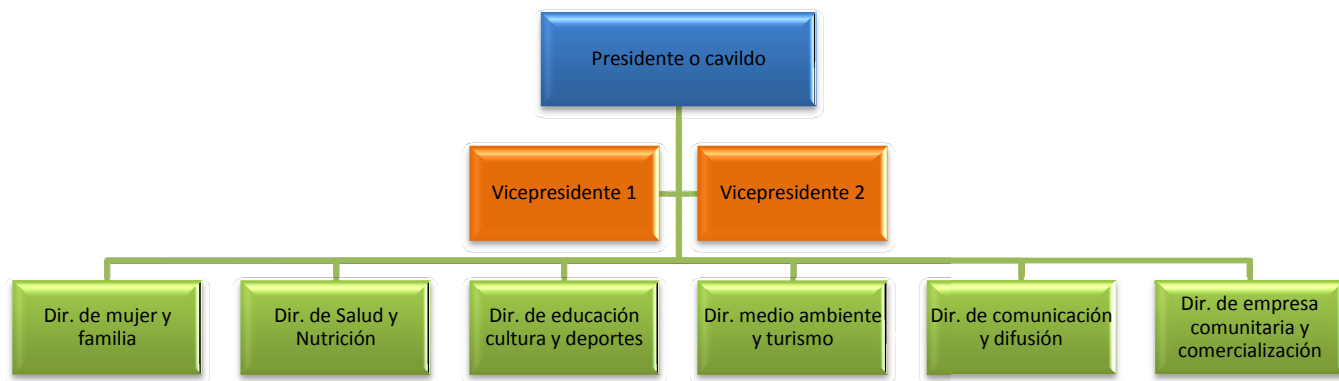 Presidente o cavildo
Vicepresidente 1
Vicepresidente 2
Dir. de mujer y
familia
Dir. de Salud y
Nutrición
Dir. de educación
cultura y deportes
Dir. medio ambiente
y turismo
Dir. de comunicación
y difusión
Dir. de empresa
comunitaria y
comercialización